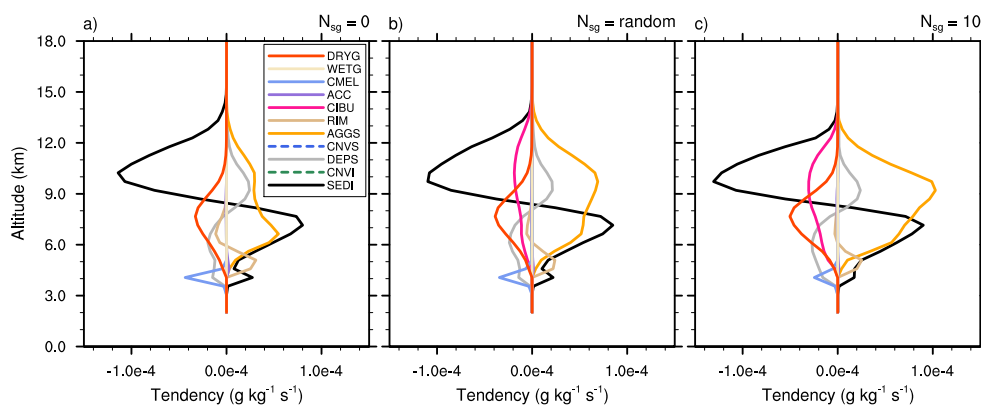 a) N_sg = 0
b) N_sg = random
c) N_sg = 10
18.0
15.0
12.0
9.0
6.0
3.0
0.0
Altitude (km)
DRYG
WETG
CMEL
ACC
CIBU
RIM
AGGS
CNVS
DEPS
CNVI
SEDI
-1.0e-4 0.0e-4 1.0e-4
-1.0e-4 0.0e-4 1.0e-4
-1.0e-4 0.0e-4 1.0e-4
Tendency (g kg⁻¹ s⁻¹)
Tendency (g kg⁻¹ s⁻¹)
Tendency (g kg⁻¹ s⁻¹)